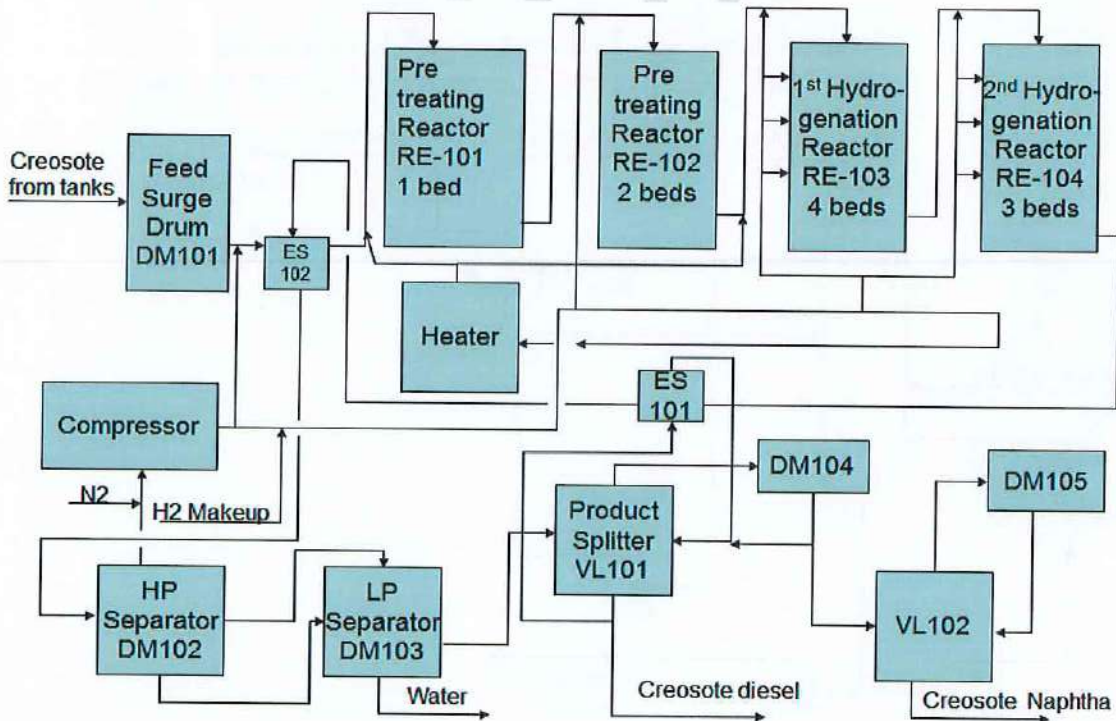 Pre
treating
Reactor
RE-101
1 bed
Pre
treating
Reactor
RE-102
2 beds
1st Hydro-
genation
Reactor
RE-103
4 beds
2nd Hydro-
genation
Reactor
RE-104
3 beds
Creosote
from tanks
Feed
Surge
Drum
DM101
ES
102
Heater
ES
101
Compressor
N2
H2 Makeup
DM104
DM105
Product
Splitter
VL101
HP
Separator
DM102
LP
Separator
DM103
VL102
Water
Creosote diesel
Creosote Naphtha